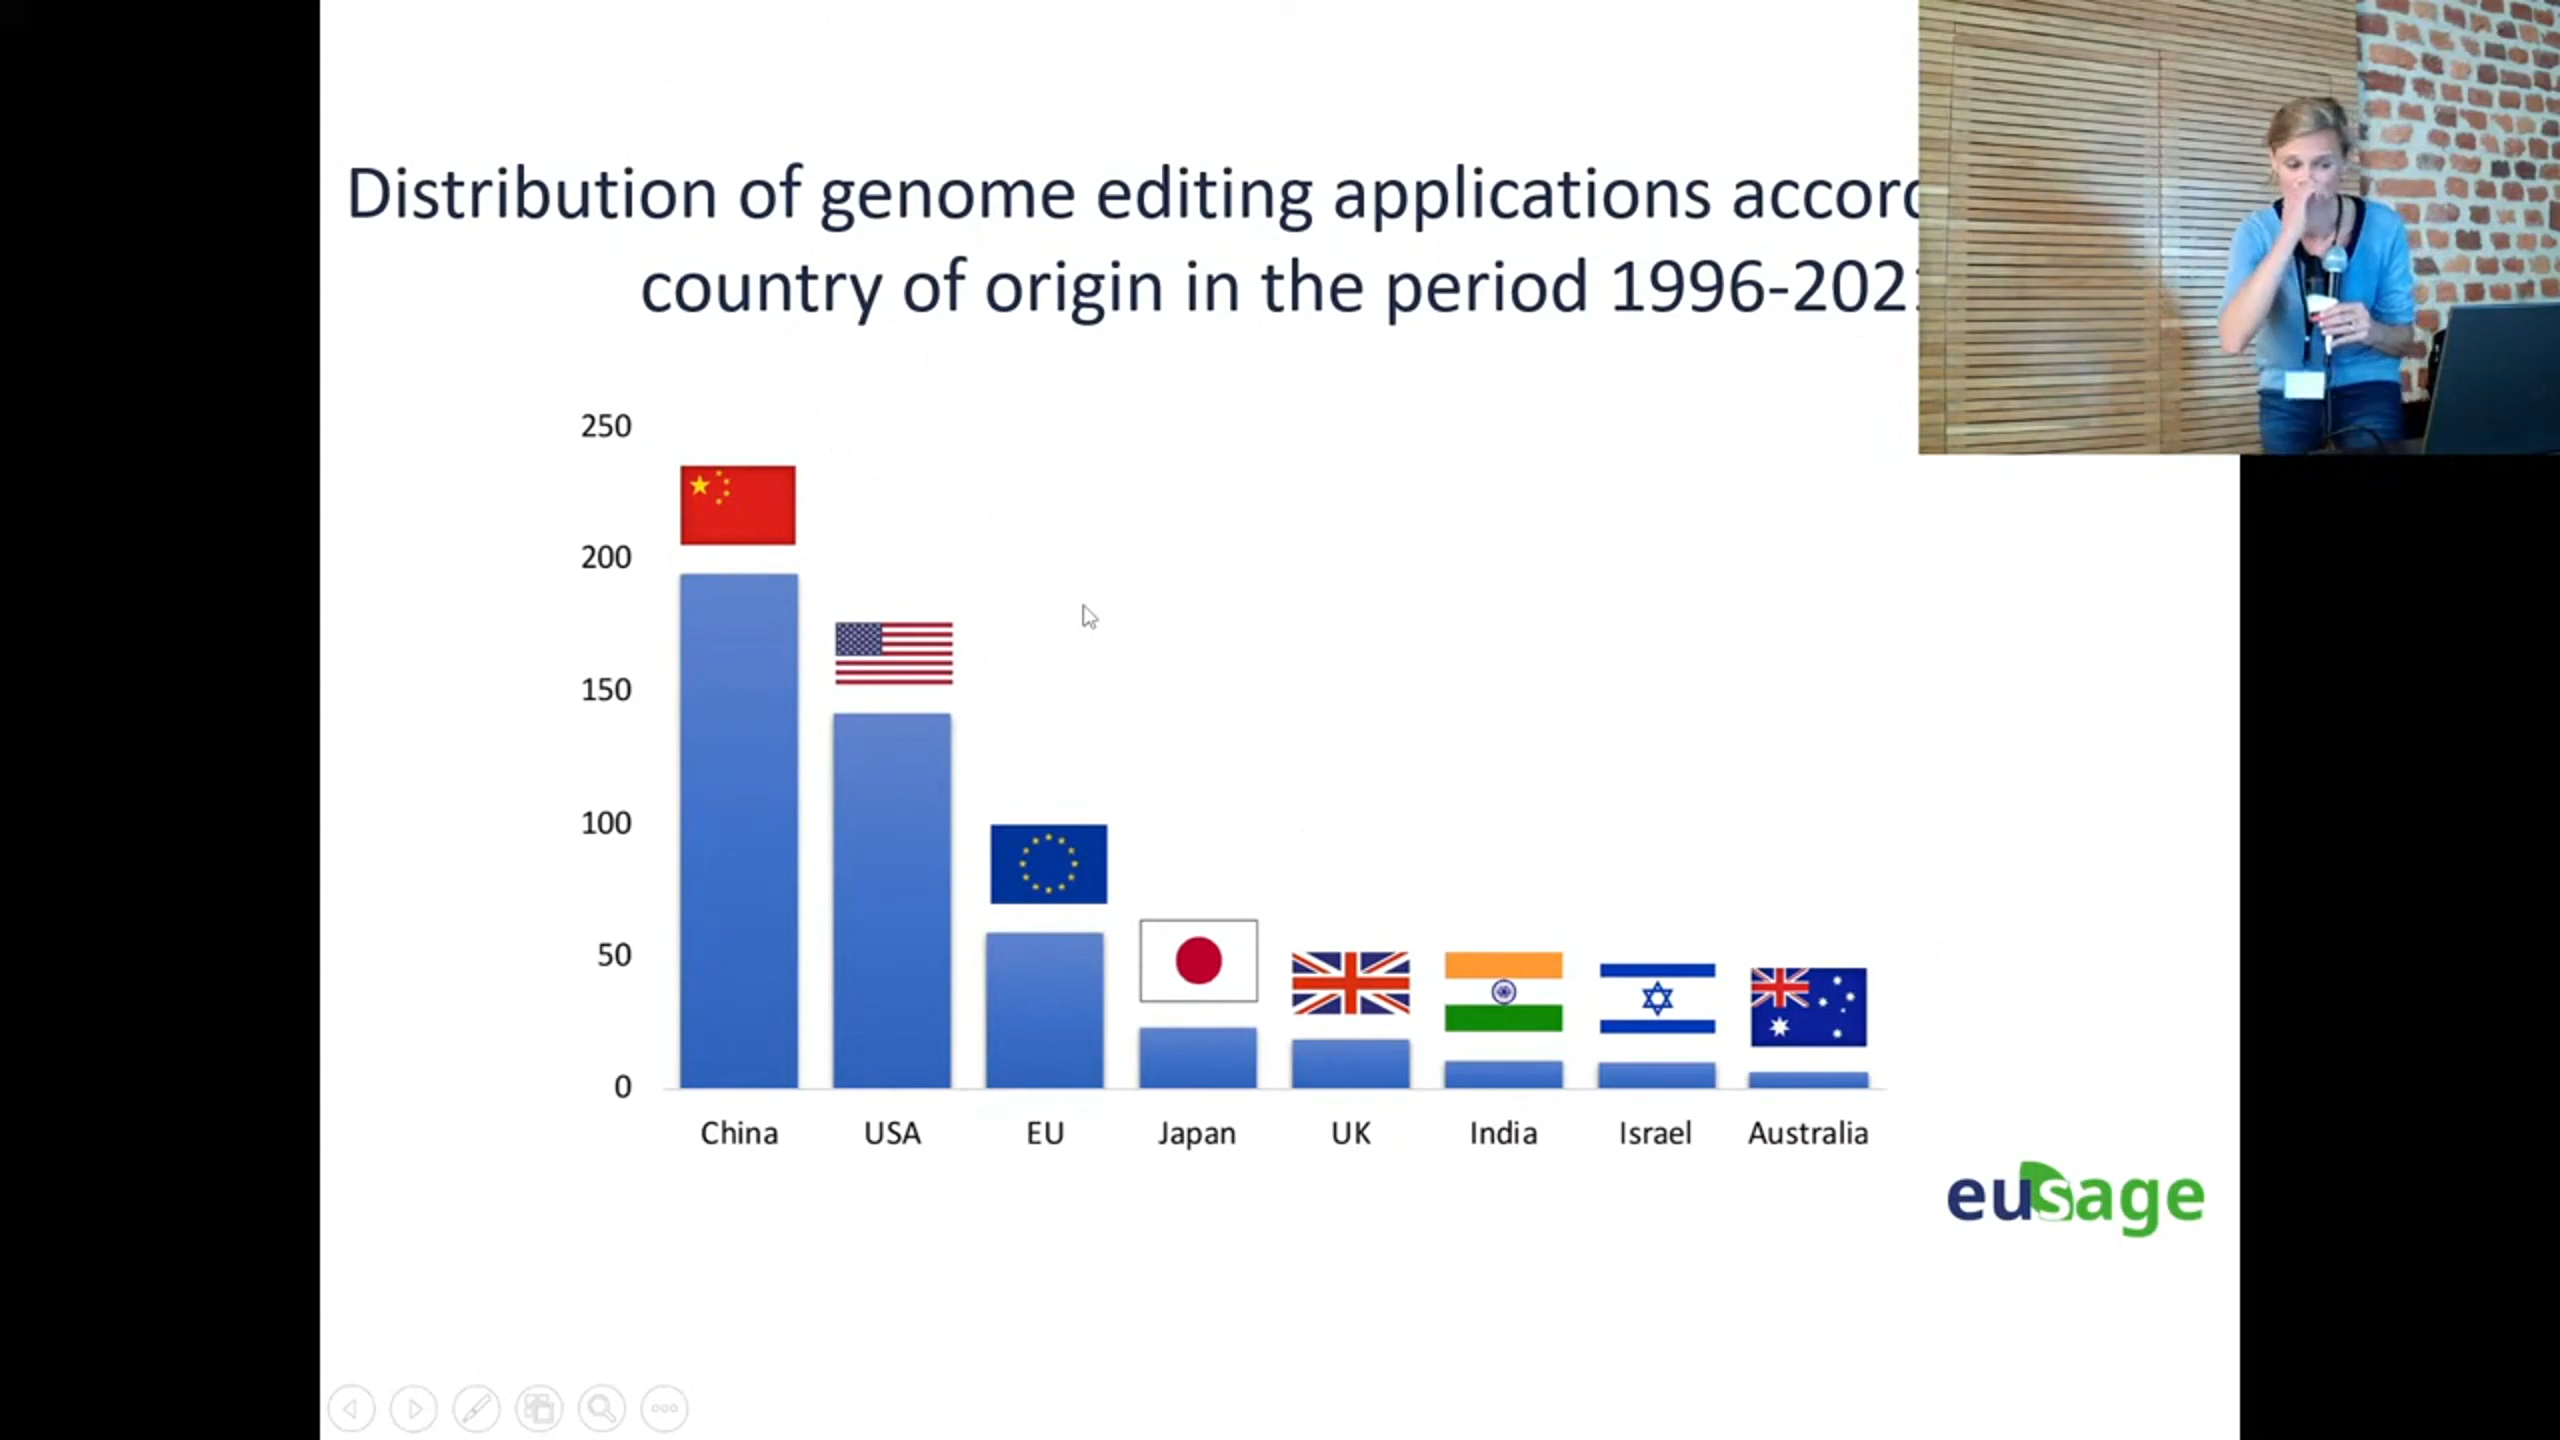 Distribution of genome editing applications accord
country of origin in the period 1996-2021
250
200
150
100
50
0
China USA EU Japan UK India Israel Australia
eusage